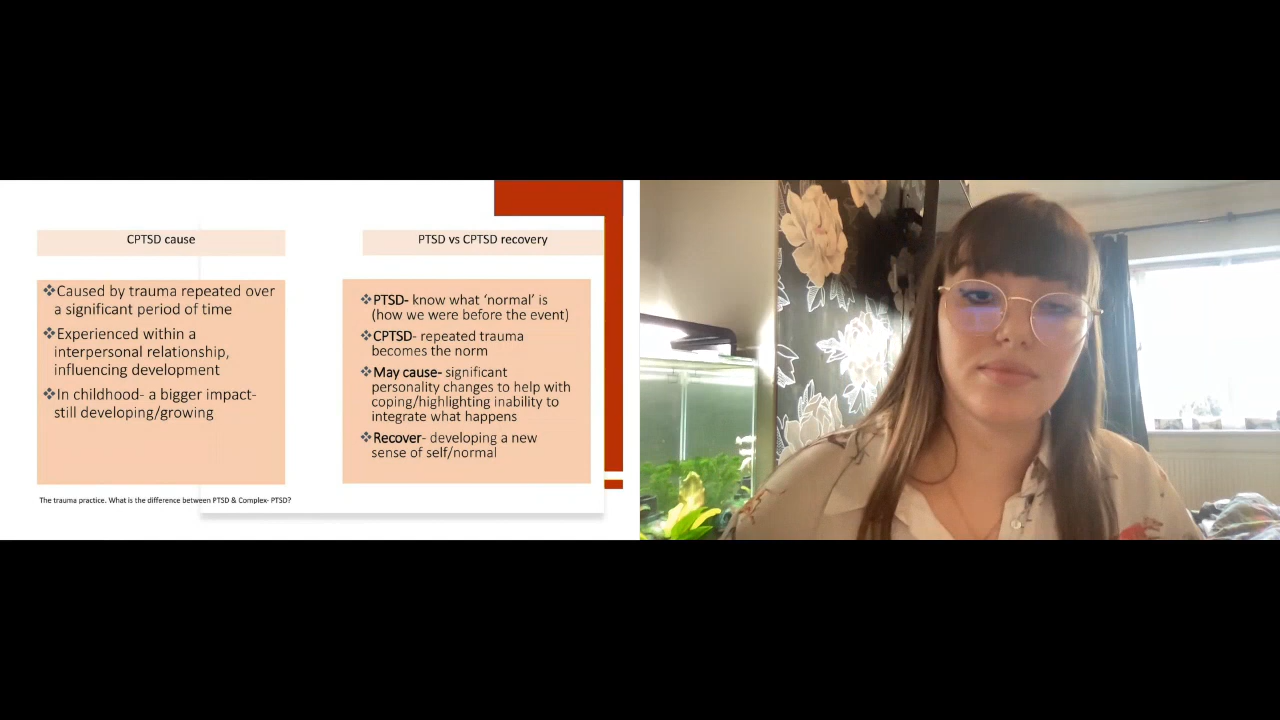 CPTSD cause
❖Caused by trauma repeated over
a significant period of time
❖Experienced within a
interpersonal relationship,
influencing development
❖In childhood- a bigger impact-
still developing/growing
PTSD vs CPTSD recovery
❖PTSD- know what ‘normal’ is
(how we were before the event)
❖CPTSD- repeated trauma
becomes the norm
❖May cause- significant
personality changes to help with
coping/highlighting inability to
integrate what happens
❖Recover- developing a new
sense of self/normal
The trauma practice. What is the difference between PTSD & Complex- PTSD?